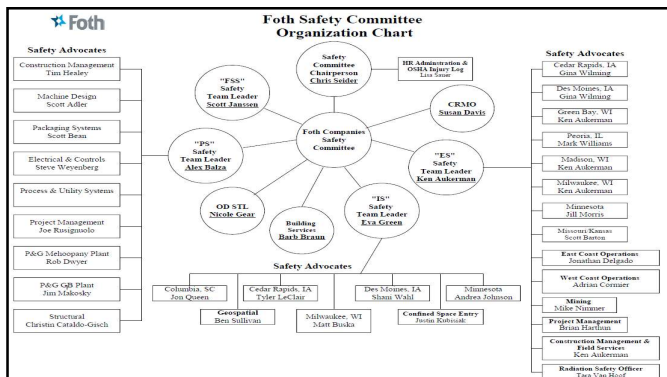 Foth
Foth Safety Committee
Organization Chart
Safety Advocates
Construction Management
Tim Healey
Machine Design
Scott Adler
Packaging Systems
Scott Bean
Electrical & Controls
Steve Weyenberg
Process & Utility Systems
Project Management
Joe Rusignuolo
P&G Mehoopany Plant
Rob Dwyer
P&G GB Plant
Jim Makosky
Structural
Christin Cataldo-Gisch
"FSS"
Safety
Team Leader
Scott Janssen
Safety
Committee
Chairperson
Chris Seider
HR Adminstration &
OSHA Injury Log
Lisa Sauer
CRMO
Susan Davis
"PS"
Safety
Team Leader
Alex Balza
Foth Companies
Safety
Committee
"ES"
Safety
Team Leader
Ken Aukerman
OD STL
Nicole Gear
Building
Services
Barb Braun
"IS"
Safety
Team Leader
Eva Green
Safety Advocates
Columbia, SC
Jon Queen
Cedar Rapids, IA
Tyler LeClair
Des Moines, IA
Shani Wahl
Minnesota
Andrea Johnson
Geospatial
Ben Sullivan
Milwaukee, WI
Matt Buska
Confined Space Entry
Justin Kubisiak
Safety Advocates
Cedar Rapids, IA
Gina Wilming
Des Moines, IA
Gina Wilming
Green Bay, WI
Ken Aukerman
Peoria, IL
Mark Williams
Madison, WI
Ken Aukerman
Milwaukee, WI
Ken Aukerman
Minnesota
Jill Morris
Missouri/Kansas
Scott Barton
East Coast Operations
Jonathan Delgado
West Coast Operations
Adrian Cormier
Mining
Mike Nimmer
Project Management
Brian Harthun
Construction Management &
Field Services
Ken Aukerman
Radiation Safety Officer
Tara Van Hoof